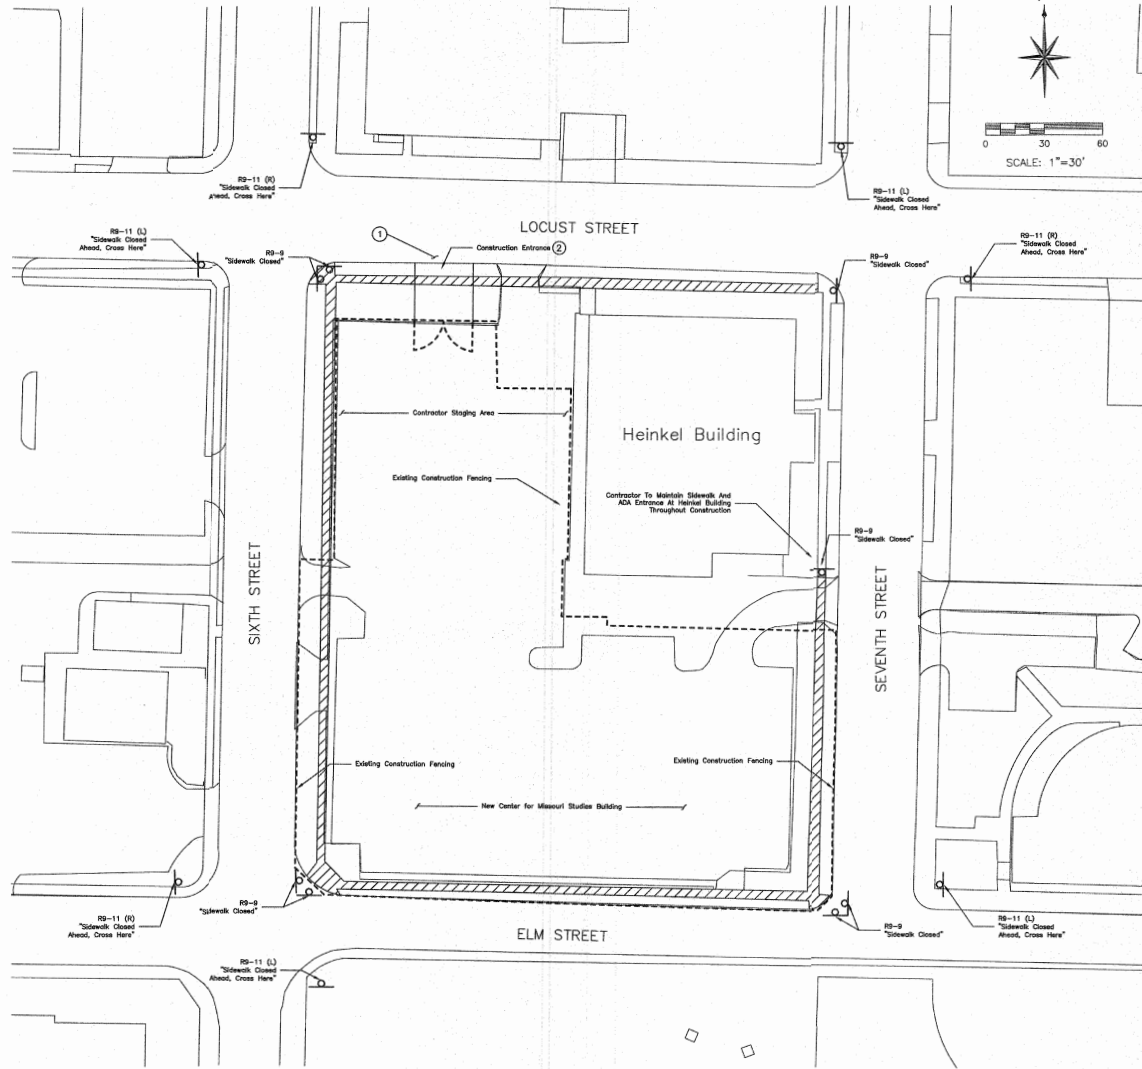 0
30
60
SCALE: 1"=30'
R9-11 (R)
"Sidewalk Closed
Ahead, Cross Here"
R9-11 (L)
"Sidewalk Closed
Ahead, Cross Here"
LOCUST STREET
R9-11 (L)
"Sidewalk Closed
Ahead, Cross Here"
1
Construction Entrance 2
R9-11 (R)
"Sidewalk Closed
Ahead, Cross Here"
R9-9
"Sidewalk Closed"
R9-9
"Sidewalk Closed"
Contractor Staging Area
Heinkel Building
Existing Construction Fencing
Contractor To Maintain Sidewalk And
ADA Entrance At Heinkel Building
Throughout Construction
R9-9
"Sidewalk Closed"
SIXTH STREET
SEVENTH STREET
Existing Construction Fencing
Existing Construction Fencing
New Center for Missouri Studies Building
R9-11 (R)
"Sidewalk Closed
Ahead, Cross Here"
R9-9
"Sidewalk Closed"
ELM STREET
R9-9
"Sidewalk Closed"
R9-11 (L)
"Sidewalk Closed
Ahead, Cross Here"
R9-11 (L)
"Sidewalk Closed
Ahead, Cross Here"